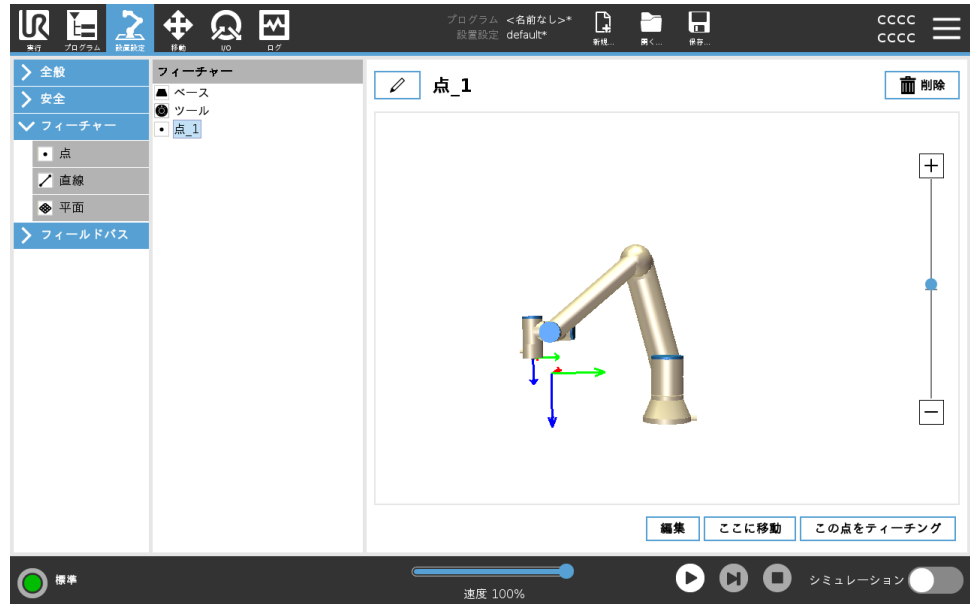 UR
実行
プログラム
設置設定
移動
I/O
ログ
プログラム <名前なし>*
設置設定 default*
新規...
開く...
保存...
cccc
cccc
全般
安全
フィーチャー
点
直線
平面
フィールドバス
フィーチャー
ベース
ツール
点_1
点_1
削除
編集
ここに移動
この点をティーチング
標準
速度 100%
シミュレーション